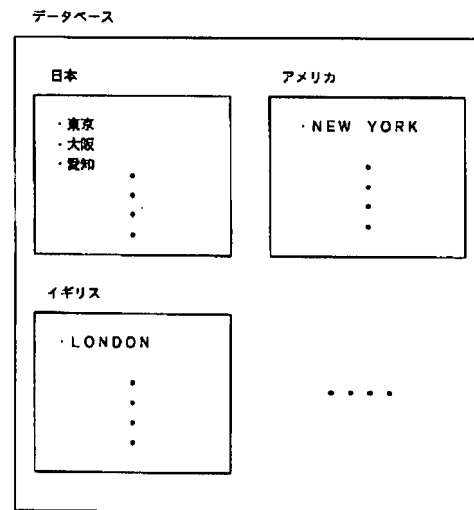 データベース
日本
・東京
・大阪
・愛知
アメリカ
・NEW YORK
イギリス
・LONDON